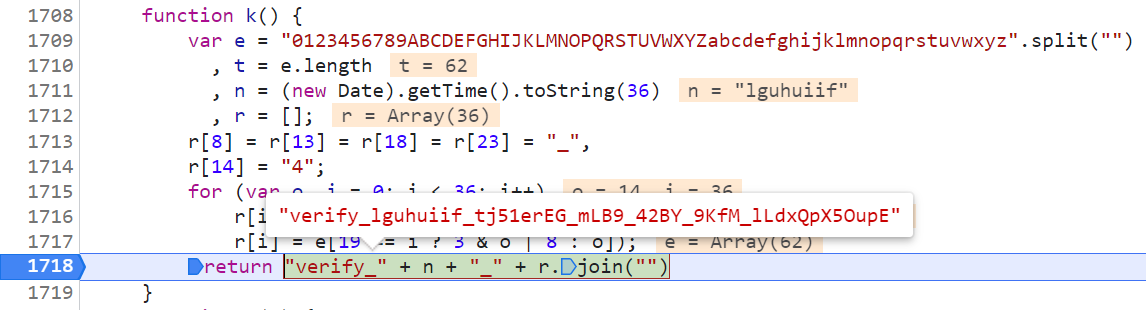 1708 function k() {
1709 var e = "0123456789ABCDEFGHIJKLMNOPQRSTUVWXYZabcdefghijklmnopqrstuvwxyz".split("")
1710 , t = e.length t = 62
1711 , n = (new Date).getTime().toString(36) n = "lguhuiif"
1712 , r = []; r = Array(36)
1713 r[8] = r[13] = r[18] = r[23] = "_",
1714 r[14] = "4";
1715 for (var o, i = 0; i < 36; i++) o = 14, i = 36
1716 r[i
"verify_lguhuiif_tj51erEG_mLB9_42BY_9KfM_lLdxQpX5OupE"
1717 r[i] = e[19 == i ? 3 & o | 8 : o]); e = Array(62)
1718 return "verify_" + n + "_" + r.join("")
1719 }